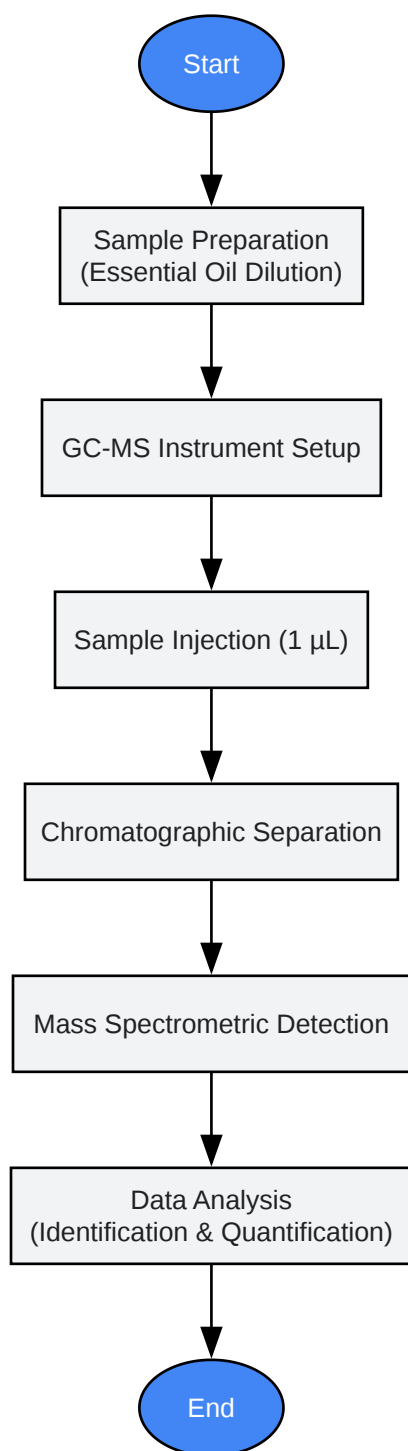 Start
Sample Preparation
(Essential Oil Dilution)
GC-MS Instrument Setup
Sample Injection (1 µL)
Chromatographic Separation
Mass Spectrometric Detection
Data Analysis
(Identification & Quantification)
End